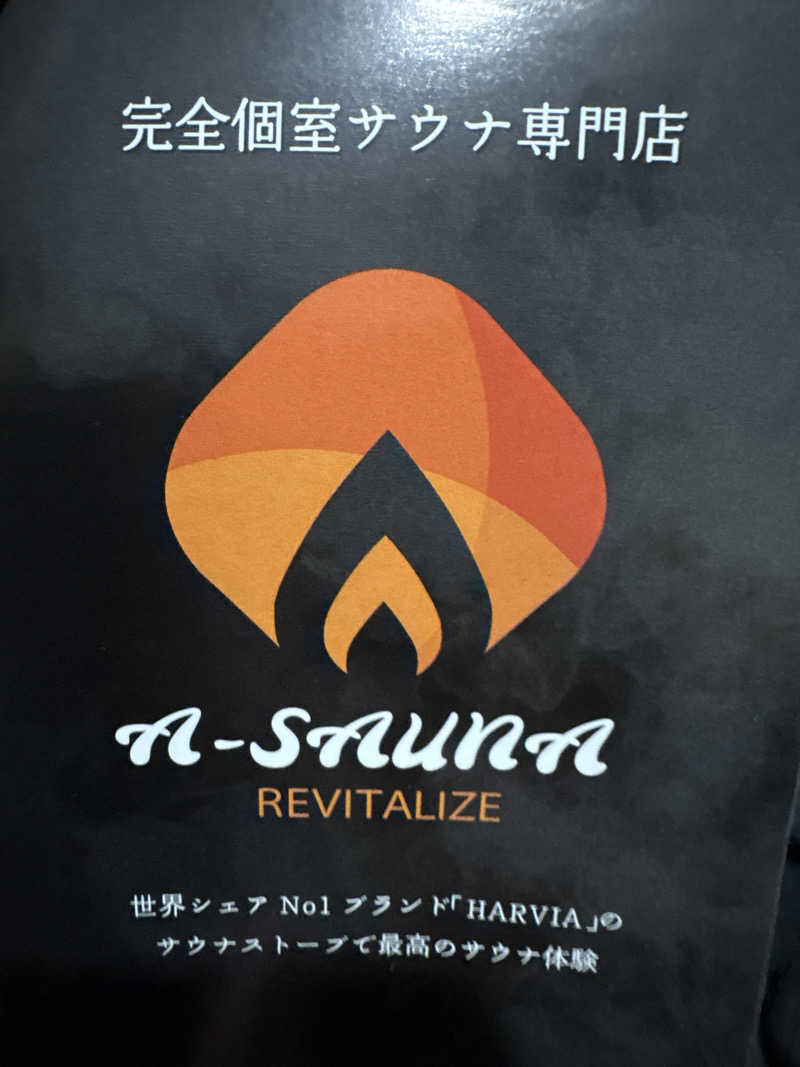 完全個室サウナ専門店
A-SAUNA
REVITALIZE
世界シェア No1 ブランド「HARVIA」の
サウナストーブで最高のサウナ体験